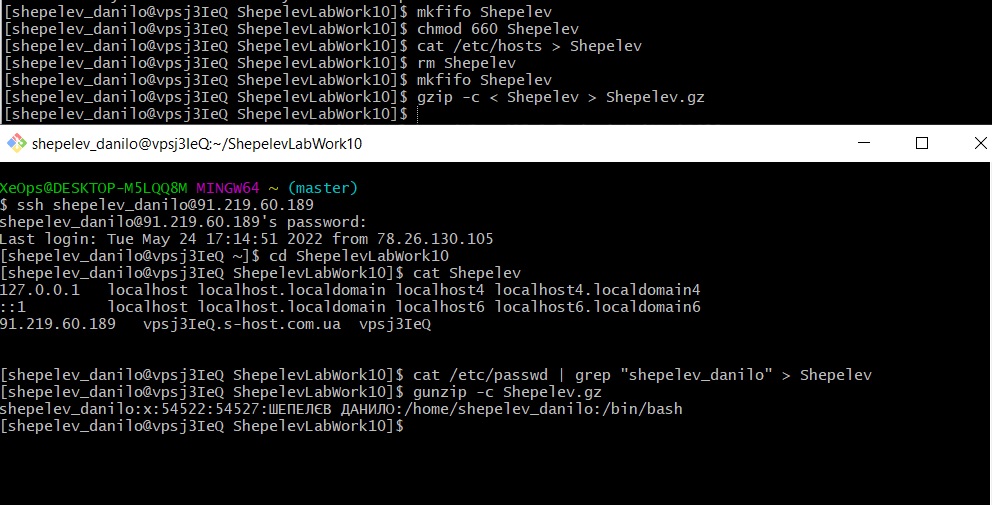 [shepelev_danilo@vpsj3IeQ ShepelevLabWork10]$ mkfifo Shepelev
[shepelev_danilo@vpsj3IeQ ShepelevLabWork10]$ chmod 660 Shepelev
[shepelev_danilo@vpsj3IeQ ShepelevLabWork10]$ cat /etc/hosts > Shepelev
[shepelev_danilo@vpsj3IeQ ShepelevLabWork10]$ rm Shepelev
[shepelev_danilo@vpsj3IeQ ShepelevLabWork10]$ mkfifo Shepelev
[shepelev_danilo@vpsj3IeQ ShepelevLabWork10]$ gzip -c < Shepelev > Shepelev.gz
[shepelev_danilo@vpsj3IeQ ShepelevLabWork10]$
shepelev_danilo@vpsj3IeQ:~/ShepelevLabWork10
XeOps@DESKTOP-M5LQQ8M MINGW64 ~ (master)
$ ssh shepelev_danilo@91.219.60.189
shepelev_danilo@91.219.60.189's password:
Last login: Tue May 24 17:14:51 2022 from 78.26.130.105
[shepelev_danilo@vpsj3IeQ ~]$ cd ShepelevLabWork10
[shepelev_danilo@vpsj3IeQ ShepelevLabWork10]$ cat Shepelev
127.0.0.1   localhost localhost.localdomain localhost4 localhost4.localdomain4
::1         localhost localhost.localdomain localhost6 localhost6.localdomain6
91.219.60.189   vpsj3IeQ.s-host.com.ua  vpsj3IeQ
[shepelev_danilo@vpsj3IeQ ShepelevLabWork10]$ cat /etc/passwd | grep "shepelev_danilo" > Shepelev
[shepelev_danilo@vpsj3IeQ ShepelevLabWork10]$ gunzip -c Shepelev.gz
shepelev_danilo:x:54522:54527:ШЕПЕЛЄВ ДАНИЛО:/home/shepelev_danilo:/bin/bash
[shepelev_danilo@vpsj3IeQ ShepelevLabWork10]$